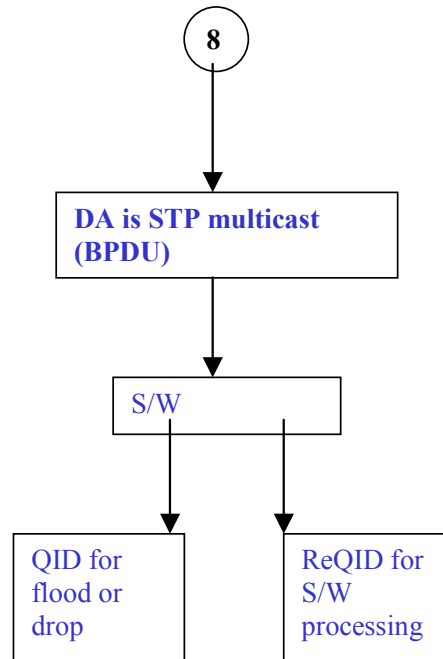 8
DA is STP multicast
(BPDU)
S/W
QID for
flood or
drop
ReQID for
S/W
processing